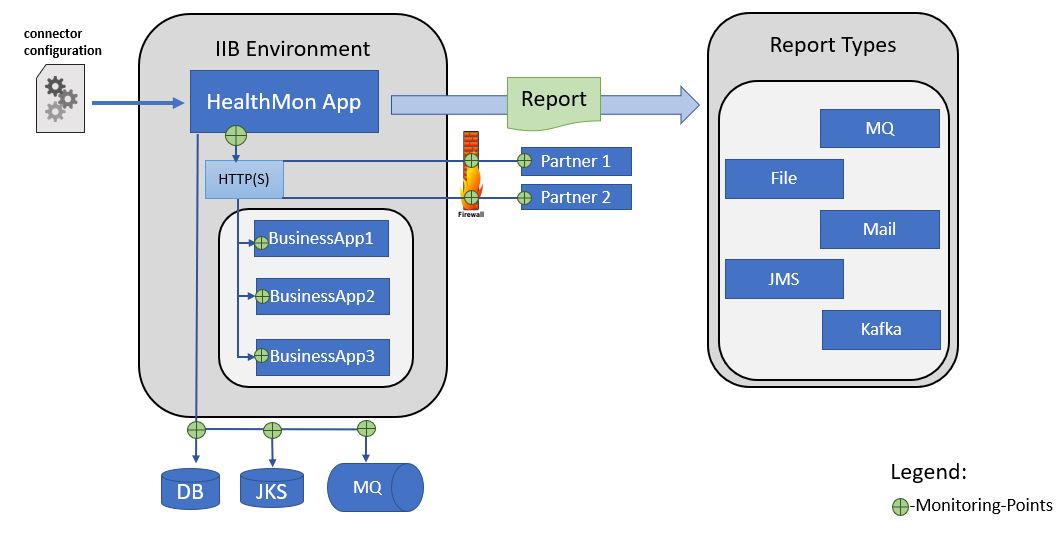 connector
configuration
IIB Environment
HealthMon App
HTTP(S)
BusinessApp1
BusinessApp2
BusinessApp3
DB
JKS
MQ
Report
Firewall
Partner 1
Partner 2
Report Types
MQ
File
Mail
JMS
Kafka
Legend:
-Monitoring-Points